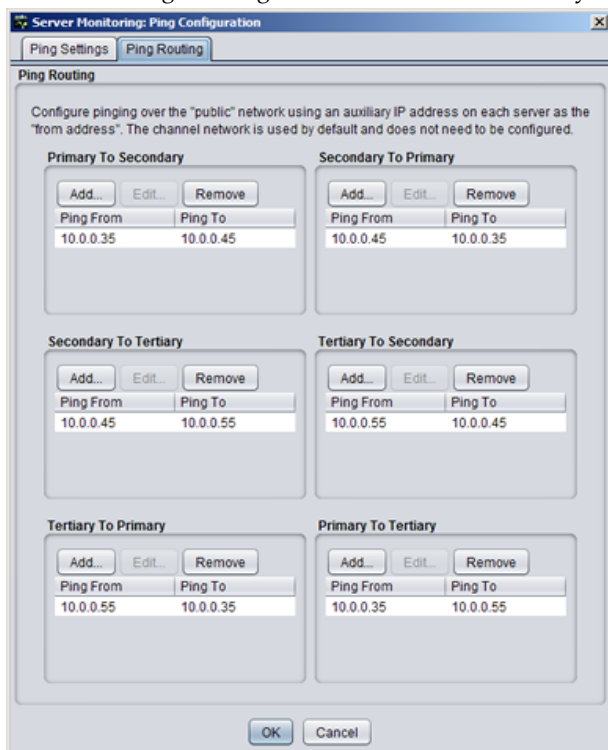 Server Monitoring: Ping Configuration
Ping Settings Ping Routing
Ping Routing
Configure pinging over the "public" network using an auxiliary IP address on each server as the
"from address". The channel network is used by default and does not need to be configured.
Primary To Secondary
Add... Edit... Remove
Ping From Ping To
10.0.0.35 10.0.0.45
Secondary To Primary
Add... Edit... Remove
Ping From Ping To
10.0.0.45 10.0.0.35
Secondary To Tertiary
Add... Edit... Remove
Ping From Ping To
10.0.0.45 10.0.0.55
Tertiary To Secondary
Add... Edit... Remove
Ping From Ping To
10.0.0.55 10.0.0.45
Tertiary To Primary
Add... Edit... Remove
Ping From Ping To
10.0.0.55 10.0.0.35
Primary To Tertiary
Add... Edit... Remove
Ping From Ping To
10.0.0.35 10.0.0.55
OK Cancel